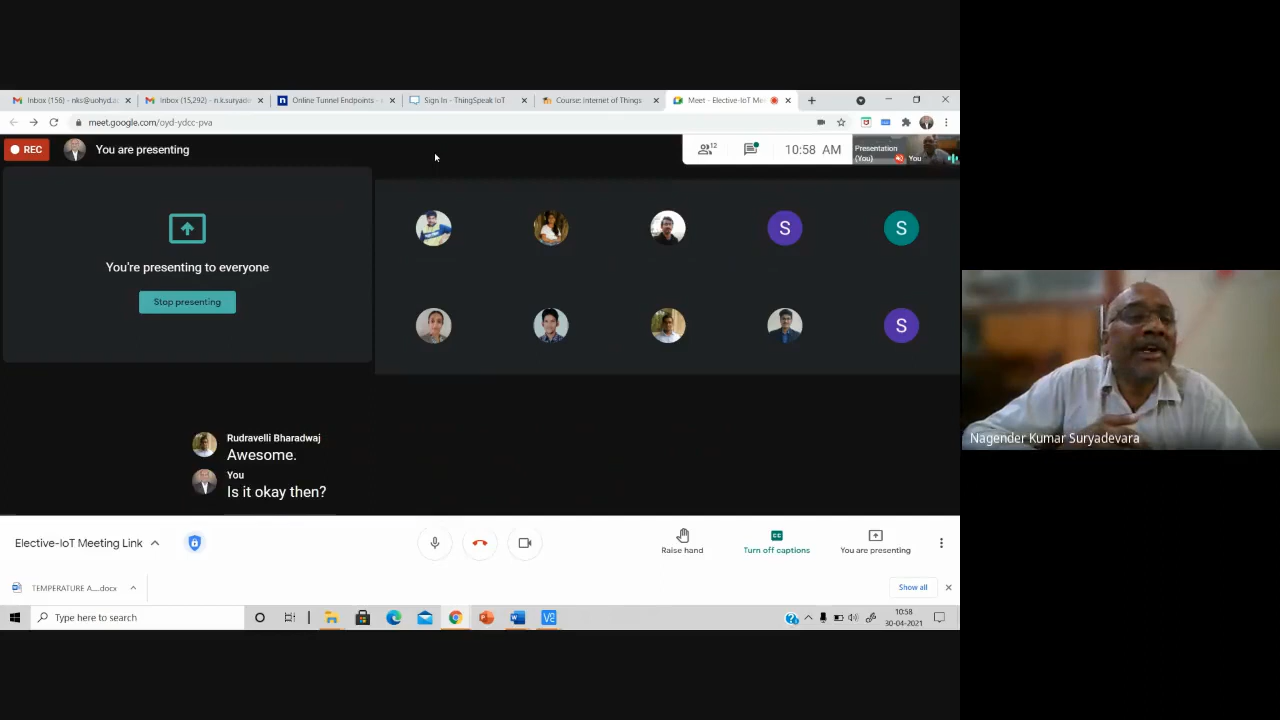 Inbox (156) - nks@uohyd.a
Inbox (15,292) - n.k.suryade
Online Tunnel Endpoints -
Sign In - ThingSpeak IoT
Course: Internet of Things
Meet - Elective-IoT Me
meet.google.com/oyd-ydcc-pva
REC
You are presenting
12
10:58 AM
Presentation
(You)
You
S
S
You're presenting to everyone
Stop presenting
S
Rudravelli Bharadwaj
Awesome.
You
Is it okay then?
Nagender Kumar Suryadevara
Elective-IoT Meeting Link
Raise hand
CC
Turn off captions
You are presenting
TEMPERATURE A....docx
Show all
Type here to search
10:58
30-04-2021